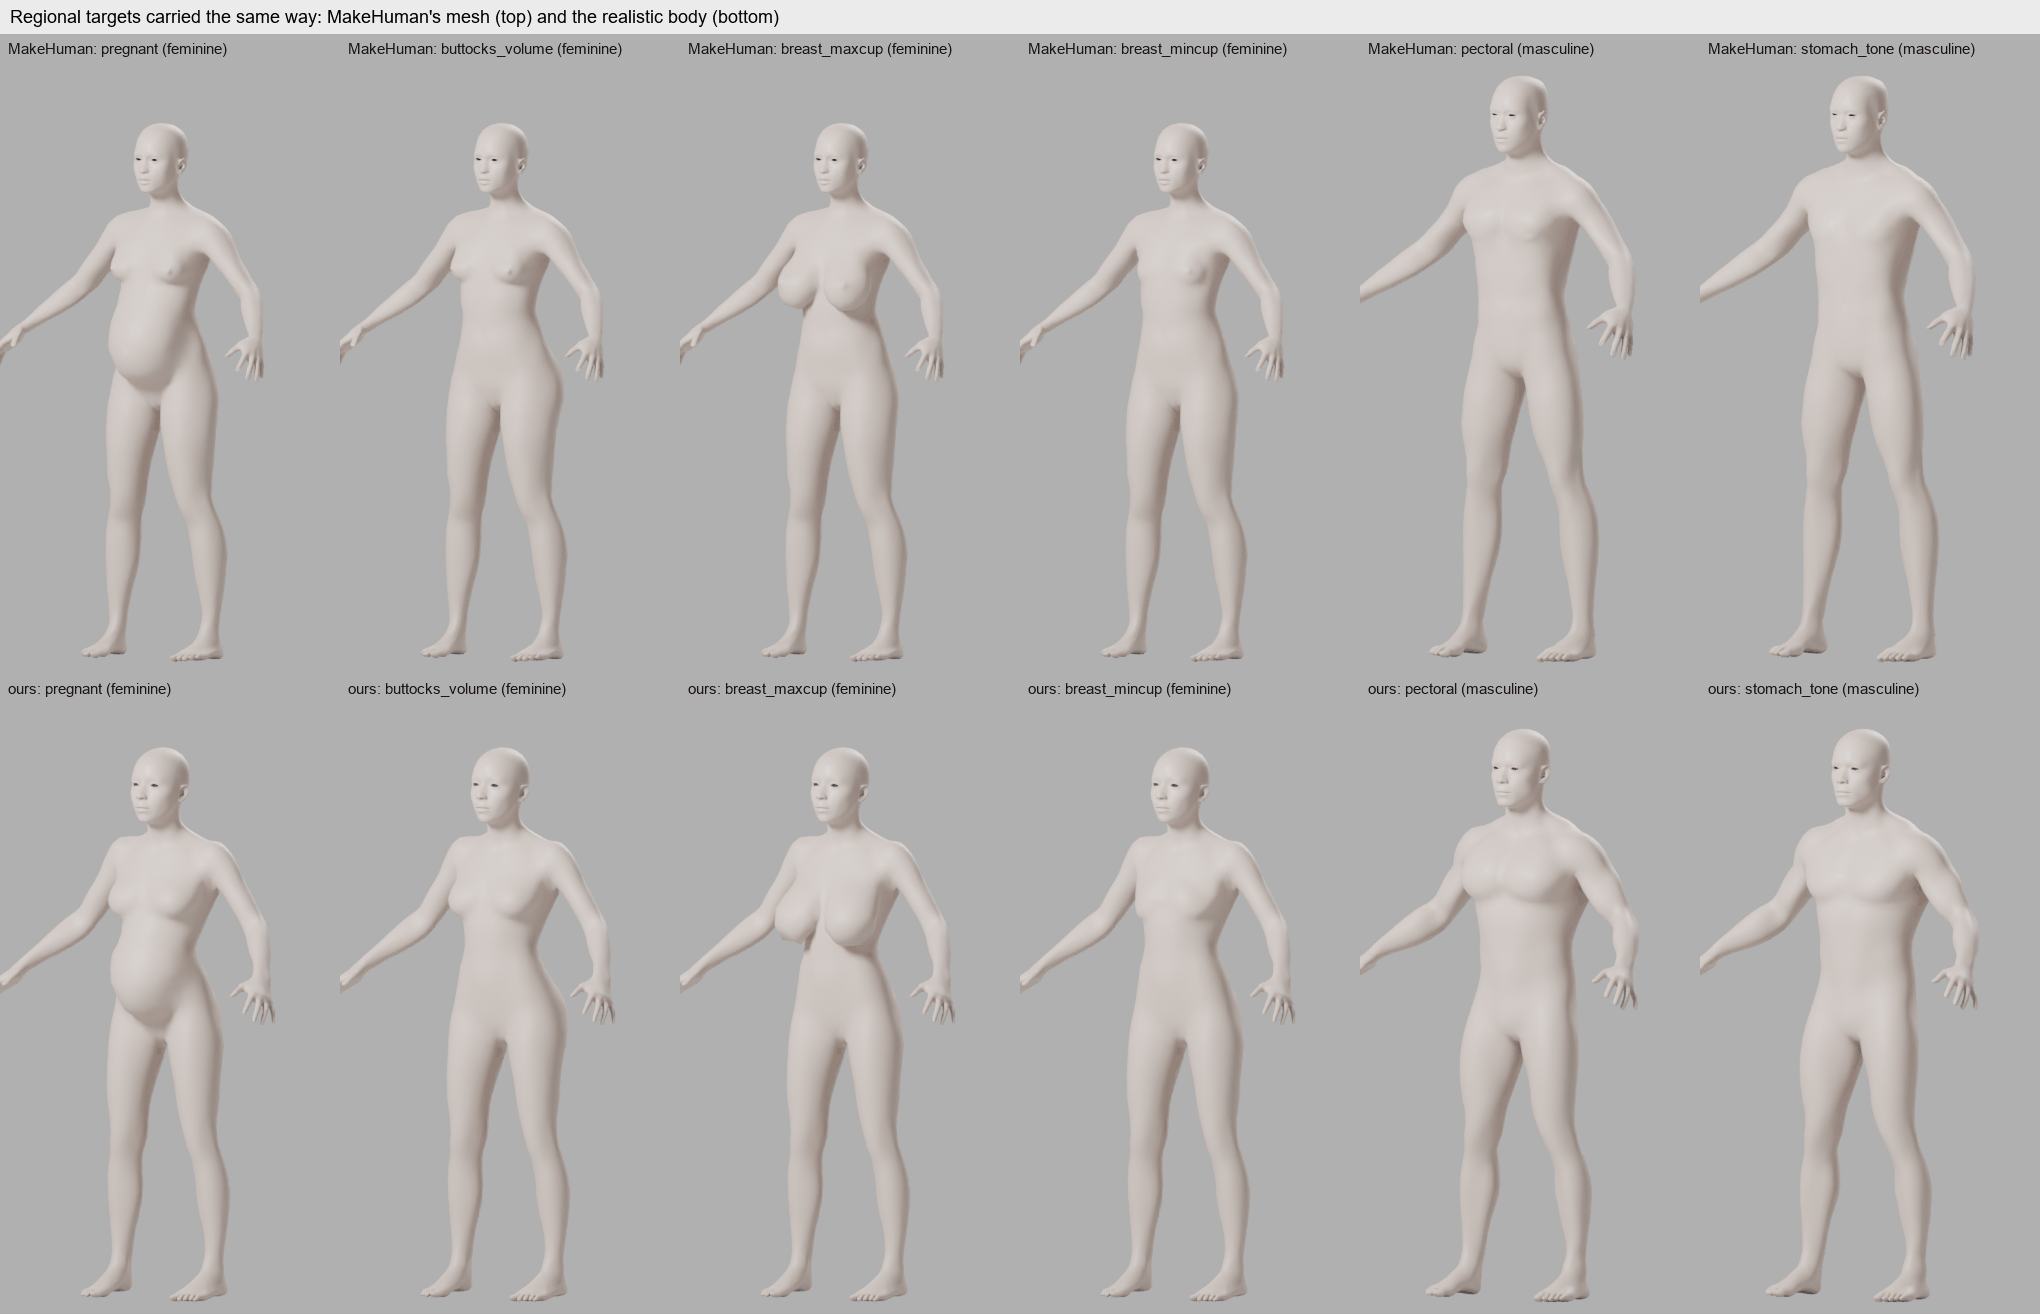 Regional targets carried the same way: MakeHuman's mesh (top) and the realistic body (bottom)
MakeHuman: pregnant (feminine)
MakeHuman: buttocks_volume (feminine)
MakeHuman: breast_maxcup (feminine)
MakeHuman: breast_mincup (feminine)
MakeHuman: pectoral (masculine)
MakeHuman: stomach_tone (masculine)
ours: pregnant (feminine)
ours: buttocks_volume (feminine)
ours: breast_maxcup (feminine)
ours: breast_mincup (feminine)
ours: pectoral (masculine)
ours: stomach_tone (masculine)